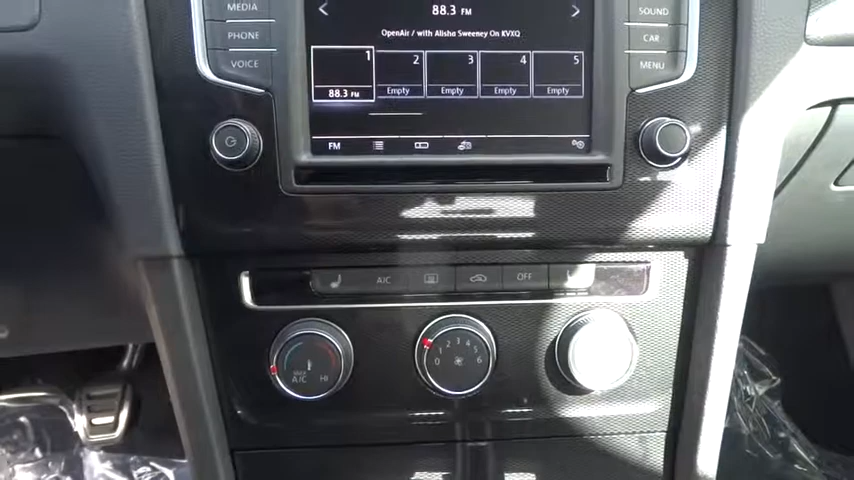 MEDIA
PHONE
VOICE
88.3 FM
OpenAir / with Alisha Sweeney On KVXQ
1 2 3 4 5
88.3 FM Empty Empty Empty Empty
FM
SOUND
CAR
MENU
A/C OFF
MAX A/C HI
0 1 2 3 4 5 6